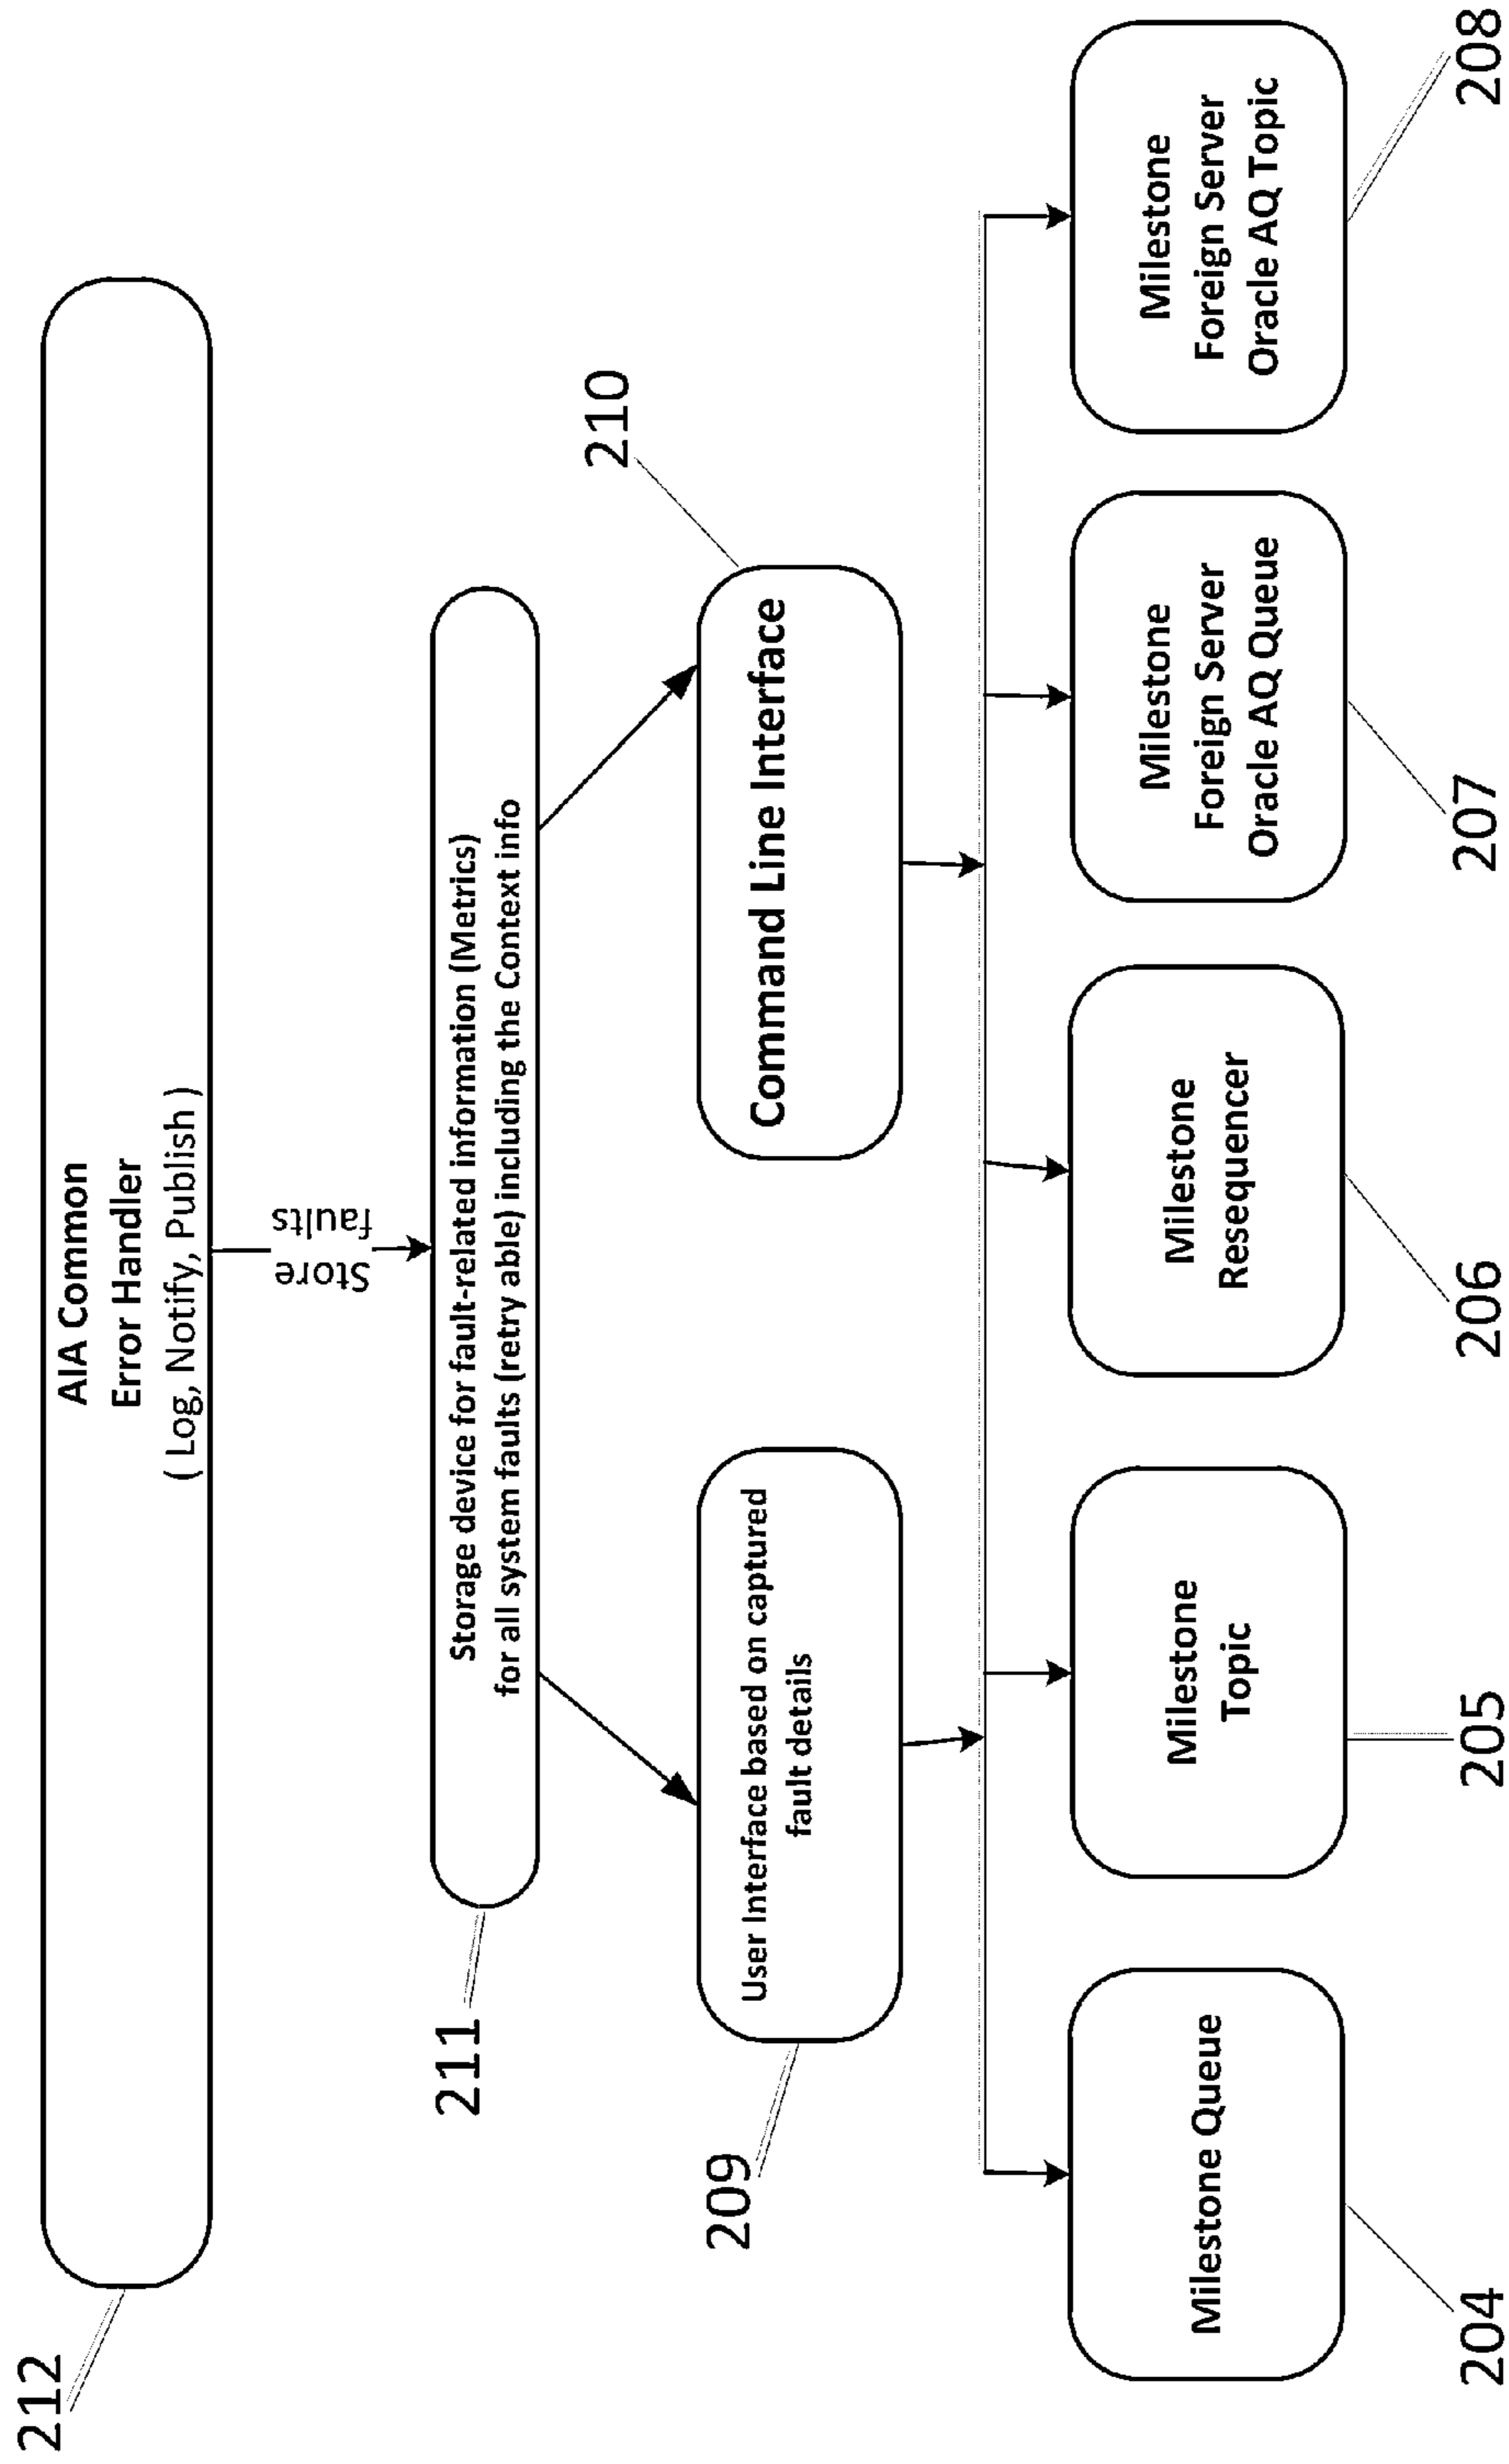 212
AIA Common
Error Handler
( Log, Notify, Publish )
Store
faults
211
Storage device for fault-related information (Metrics)
for all system faults (retry able) including the Context info
209
User Interface based on captured
fault details
210
Command Line Interface
Milestone Queue
204
Milestone
Topic
205
Milestone
Resequencer
206
Milestone
Foreign Server
Oracle AQ Queue
207
Milestone
Foreign Server
Oracle AQ Topic
208